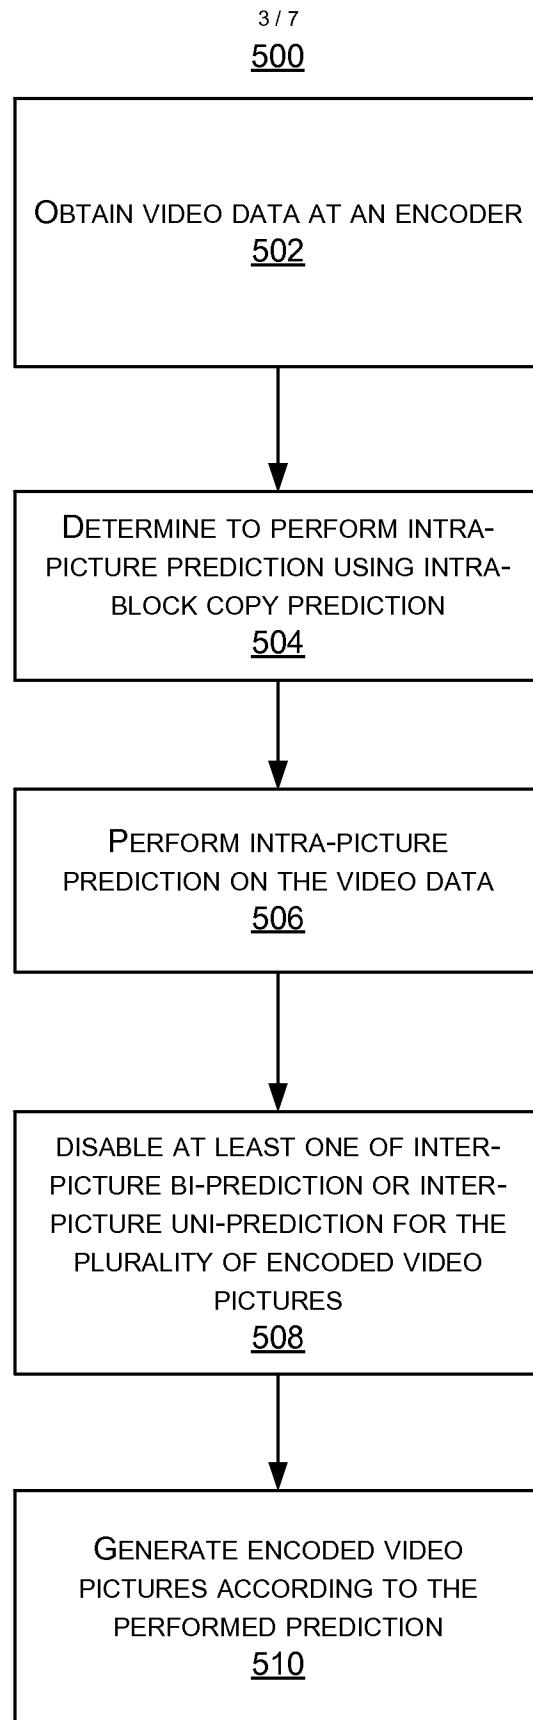 3 / 7
500
OBTAIN VIDEO DATA AT AN ENCODER
502
DETERMINE TO PERFORM INTRA-
PICTURE PREDICTION USING INTRA-
BLOCK COPY PREDICTION
504
PERFORM INTRA-PICTURE
PREDICTION ON THE VIDEO DATA
506
DISABLE AT LEAST ONE OF INTER-
PICTURE BI-PREDICTION OR INTER-
PICTURE UNI-PREDICTION FOR THE
PLURALITY OF ENCODED VIDEO
PICTURES
508
GENERATE ENCODED VIDEO
PICTURES ACCORDING TO THE
PERFORMED PREDICTION
510